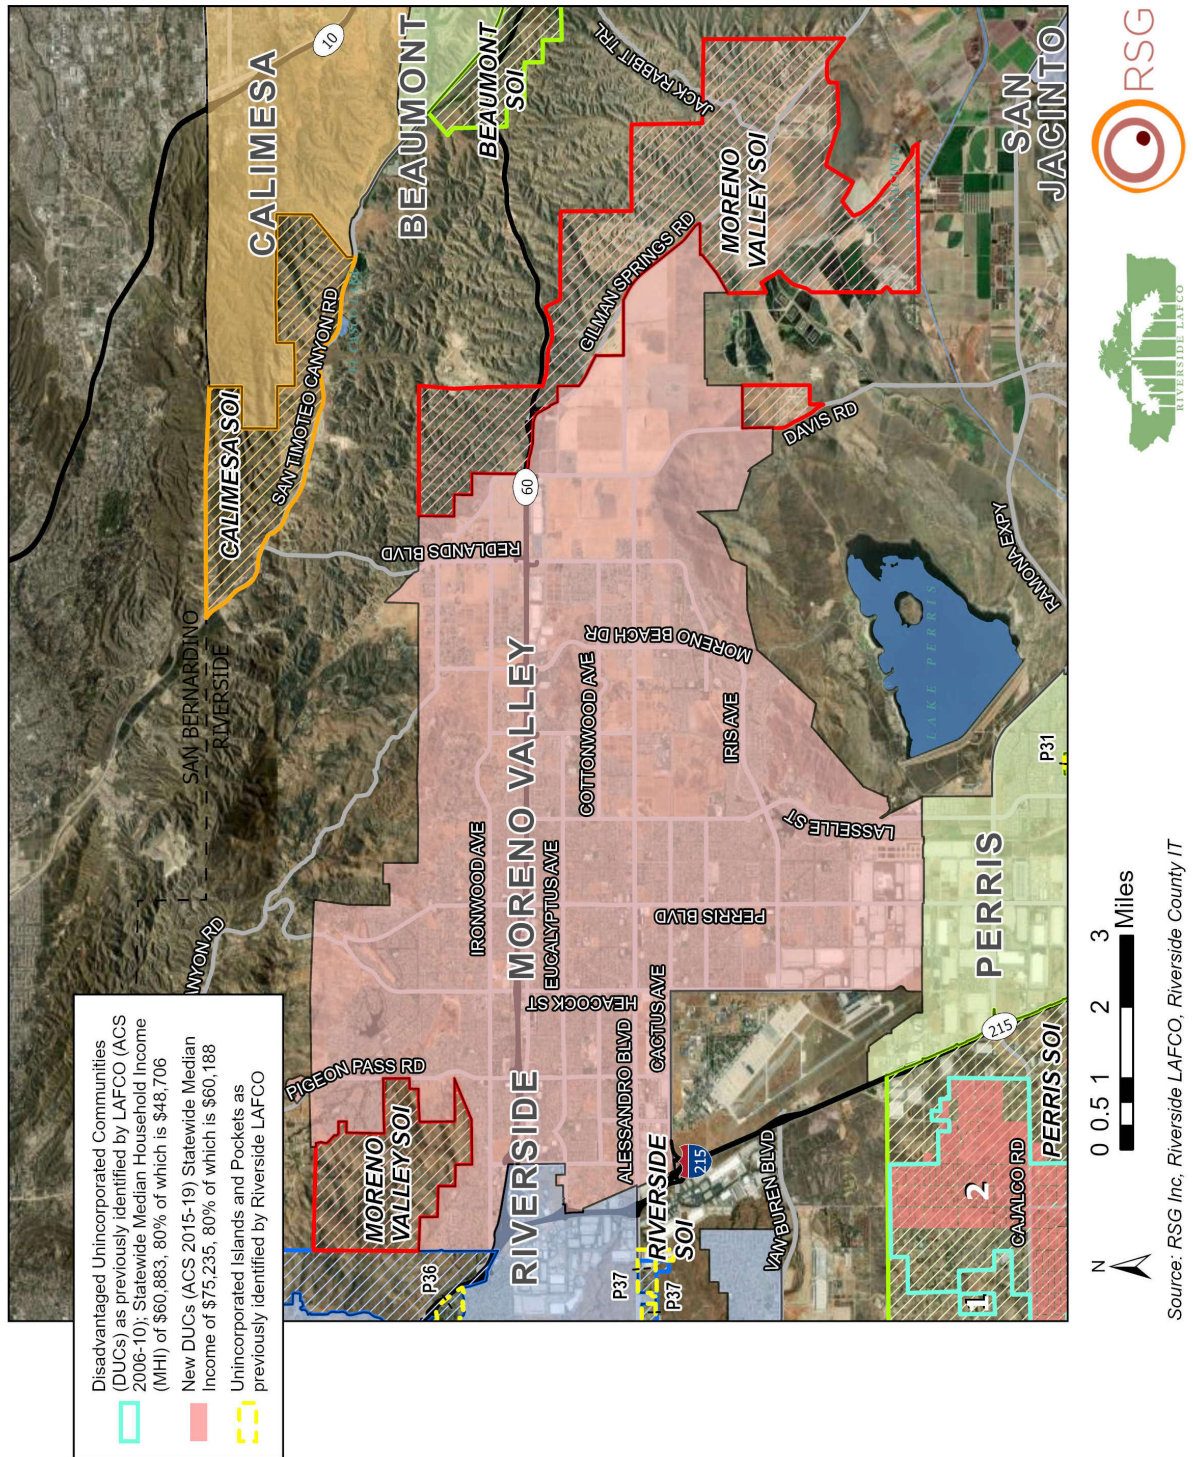 Disadvantaged Unincorporated Communities
(DUCs) as previously identified by LAFCO (ACS
2006-10); Statewide Median Household Income
(MHI) of $60,883, 80% of which is $48,706
New DUCs (ACS 2015-19) Statewide Median
Income of $75,235, 80% of which is $60,188
Unincorporated Islands and Pockets as
previously identified by Riverside LAFCO
SAN BERNARDINO
RIVERSIDE
CALIMESA
10
CALIMESA SOI
SAN TIMOTEO CANYON RD
BEAUMONT
BEAUMONT
SOI
ANYON RD
PIGEON PASS RD
MORENO
VALLEY SOI
REDLANDS BLVD
JACK RABBIT TRL
GILMAN SPRINGS RD
IRONWOOD AVE
MORENO VALLEY
60
RIVERSIDE
EUCALYPTUS AVE
HEACOCK ST
COTTONWOOD AVE
MORENO BEACH DR
MORENO
VALLEY SOI
P36
ALESSANDRO BLVD
CACTUS AVE
PERRIS BLVD
IRIS AVE
DAVIS RD
P37
P37
RIVERSIDE
SOI
215
VAN BUREN BLVD
LASSELLE ST
LAKE PERRIS
RAMONA EXPY
SAN
JACINTO
PERRIS
215
PERRIS SOI
P31
1
2
CAJALCO RD
N
0 0.5 1 2 3
Miles
RIVERSIDE LAFCO
RSG
Source: RSG Inc, Riverside LAFCO, Riverside County IT